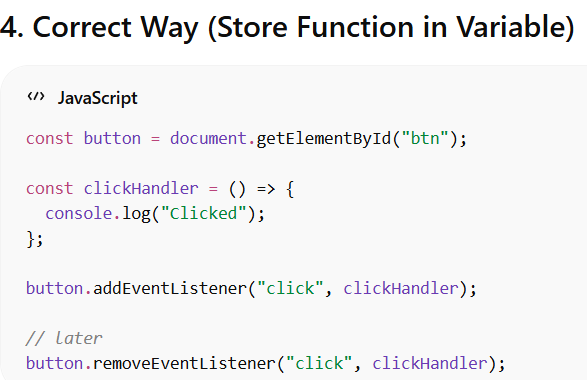 4. Correct Way (Store Function in Variable)
</> JavaScript
const button = document.getElementById("btn");
const clickHandler = () => {
  console.log("Clicked");
};
button.addEventListener("click", clickHandler);
// later
button.removeEventListener("click", clickHandler);